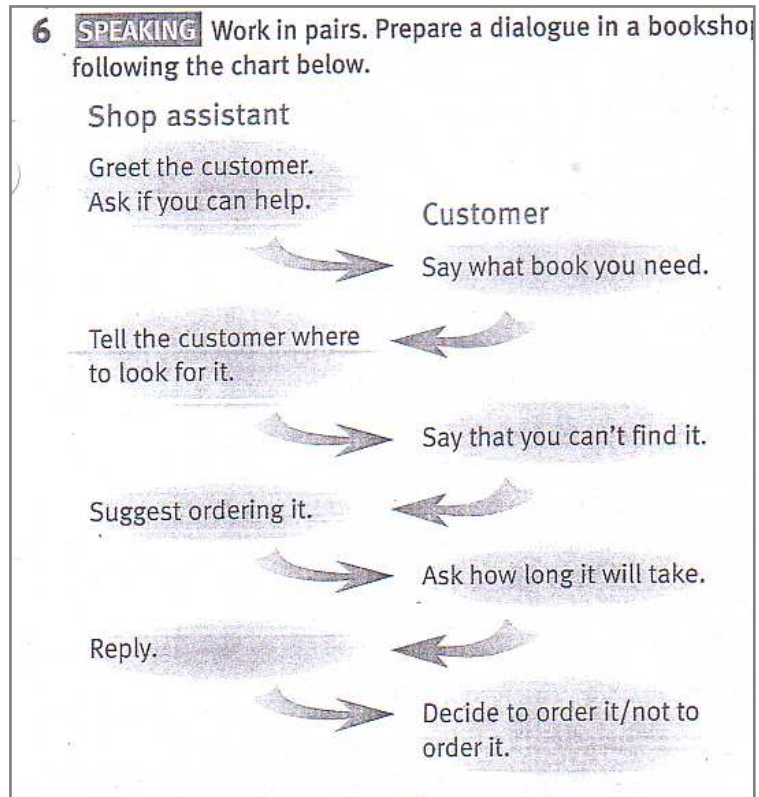 6 SPEAKING Work in pairs. Prepare a dialogue in a bookshop
following the chart below.
Shop assistant
Greet the customer.
Ask if you can help.
Customer
Say what book you need.
Tell the customer where
to look for it.
Say that you can't find it.
Suggest ordering it.
Ask how long it will take.
Reply.
Decide to order it/not to
order it.